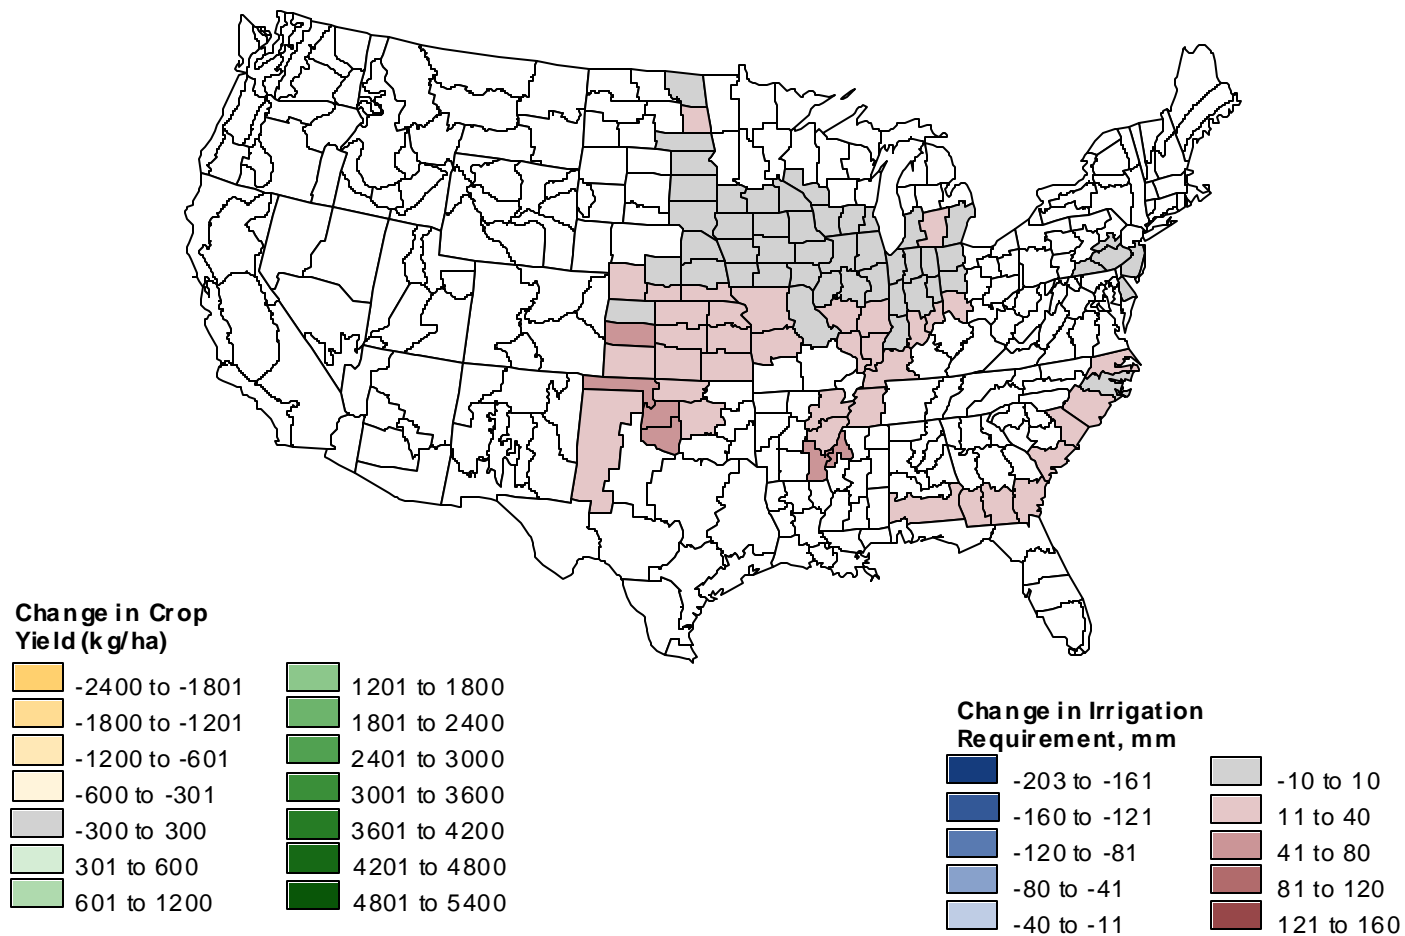 Change in Crop
Yield (kg/ha)
-2400 to -1801
-1800 to -1201
-1200 to -601
-600 to -301
-300 to 300
301 to 600
601 to 1200
1201 to 1800
1801 to 2400
2401 to 3000
3001 to 3600
3601 to 4200
4201 to 4800
4801 to 5400
Change in Irrigation
Requirement, mm
-203 to -161
-160 to -121
-120 to -81
-80 to -41
-40 to -11
-10 to 10
11 to 40
41 to 80
81 to 120
121 to 160